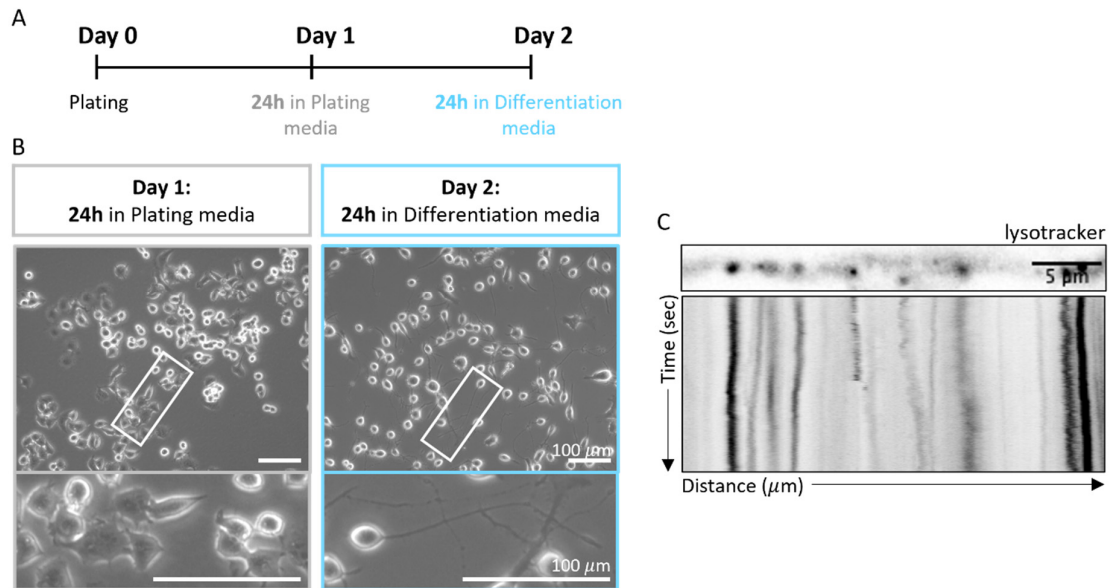 A
Day 0
Day 1
Day 2
Plating
24h in Plating
media
24h in Differentiation
media
B
Day 1:
24h in Plating media
Day 2:
24h in Differentiation media
100 μm
100 μm
C
lysotracker
5 μm
Time (sec)
Distance (μm)